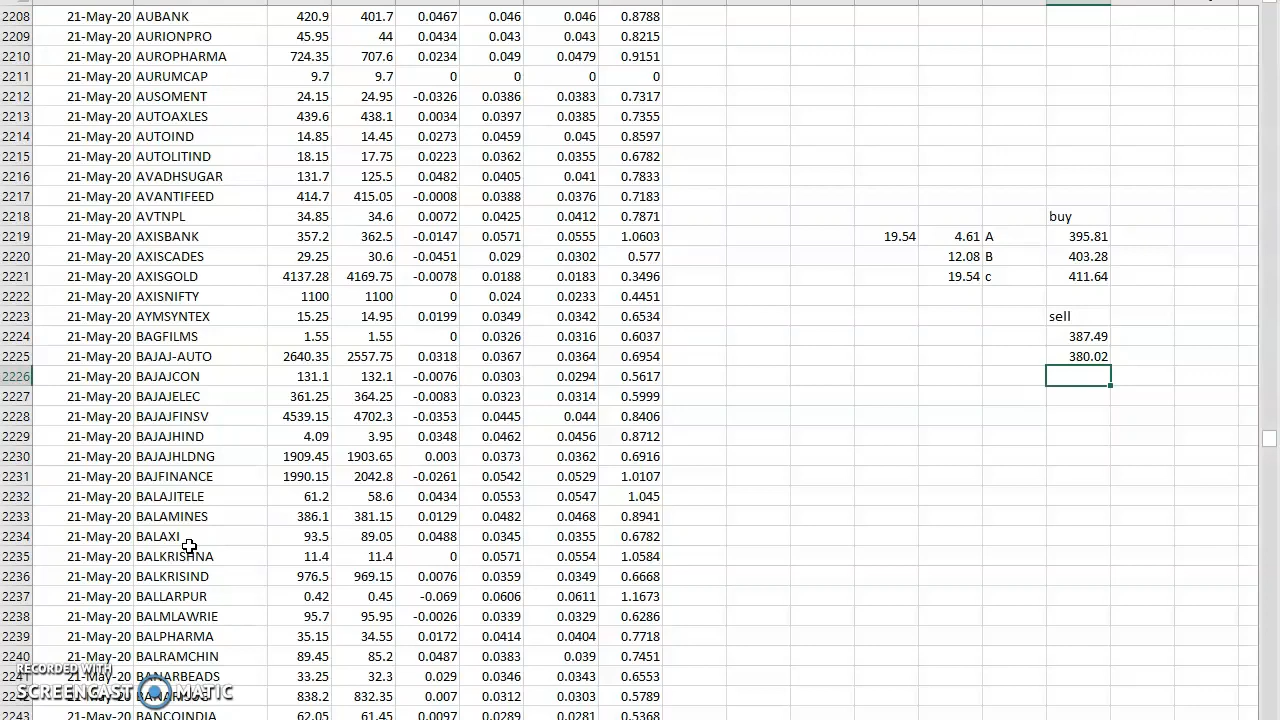 2208 21-May-20 AUBANK 420.9 401.7 0.0467 0.046 0.046 0.8788
2209 21-May-20 AURIONPRO 45.95 44 0.0434 0.043 0.043 0.8215
2210 21-May-20 AUROPHARMA 724.35 707.6 0.0234 0.049 0.0479 0.9151
2211 21-May-20 AURUMCAP 9.7 9.7 0 0 0 0
2212 21-May-20 AUSOMENT 24.15 24.95 -0.0326 0.0386 0.0383 0.7317
2213 21-May-20 AUTOAXLES 439.6 438.1 0.0034 0.0397 0.0385 0.7355
2214 21-May-20 AUTOIND 14.85 14.45 0.0273 0.0459 0.045 0.8597
2215 21-May-20 AUTOLITIND 18.15 17.75 0.0223 0.0362 0.0355 0.6782
2216 21-May-20 AVADHSUGAR 131.7 125.5 0.0482 0.0405 0.041 0.7833
2217 21-May-20 AVANTIFEED 414.7 415.05 -0.0008 0.0388 0.0376 0.7183
2218 21-May-20 AVTNPL 34.85 34.6 0.0072 0.0425 0.0412 0.7871 buy
2219 21-May-20 AXISBANK 357.2 362.5 -0.0147 0.0571 0.0555 1.0603 19.54 4.61 A 395.81
2220 21-May-20 AXISCADES 29.25 30.6 -0.0451 0.029 0.0302 0.577 12.08 B 403.28
2221 21-May-20 AXISGOLD 4137.28 4169.75 -0.0078 0.0188 0.0183 0.3496 19.54 c 411.64
2222 21-May-20 AXISNIFTY 1100 1100 0 0.024 0.0233 0.4451
2223 21-May-20 AYMSYNTEX 15.25 14.95 0.0199 0.0349 0.0342 0.6534 sell
2224 21-May-20 BAGFILMS 1.55 1.55 0 0.0326 0.0316 0.6037 387.49
2225 21-May-20 BAJAJ-AUTO 2640.35 2557.75 0.0318 0.0367 0.0364 0.6954 380.02
2226 21-May-20 BAJAJCON 131.1 132.1 -0.0076 0.0303 0.0294 0.5617
2227 21-May-20 BAJAJELEC 361.25 364.25 -0.0083 0.0323 0.0314 0.5999
2228 21-May-20 BAJAJFINSV 4539.15 4702.3 -0.0353 0.0445 0.044 0.8406
2229 21-May-20 BAJAJHIND 4.09 3.95 0.0348 0.0462 0.0456 0.8712
2230 21-May-20 BAJAJHLDNG 1909.45 1903.65 0.003 0.0373 0.0362 0.6916
2231 21-May-20 BAJFINANCE 1990.15 2042.8 -0.0261 0.0542 0.0529 1.0107
2232 21-May-20 BALAJITELE 61.2 58.6 0.0434 0.0553 0.0547 1.045
2233 21-May-20 BALAMINES 386.1 381.15 0.0129 0.0482 0.0468 0.8941
2234 21-May-20 BALAXI 93.5 89.05 0.0488 0.0345 0.0355 0.6782
2235 21-May-20 BALKRISHNA 11.4 11.4 0 0.0571 0.0554 1.0584
2236 21-May-20 BALKRISIND 976.5 969.15 0.0076 0.0359 0.0349 0.6668
2237 21-May-20 BALLARPUR 0.42 0.45 -0.069 0.0606 0.0611 1.1673
2238 21-May-20 BALMLAWRIE 95.7 95.95 -0.0026 0.0339 0.0329 0.6286
2239 21-May-20 BALPHARMA 35.15 34.55 0.0172 0.0414 0.0404 0.7718
2240 21-May-20 BALRAMCHIN 89.45 85.2 0.0487 0.0383 0.039 0.7451
21-May-20 BANARBEADS 33.25 32.3 0.029 0.0346 0.0343 0.6553
838.2 832.35 0.007 0.0312 0.0303 0.5789
2243 21-May-20 BANCOINDIA 62.05 61.45 0.0097 0.0289 0.0281 0.5368
RECORDED WITH
SCREENCAST MATIC